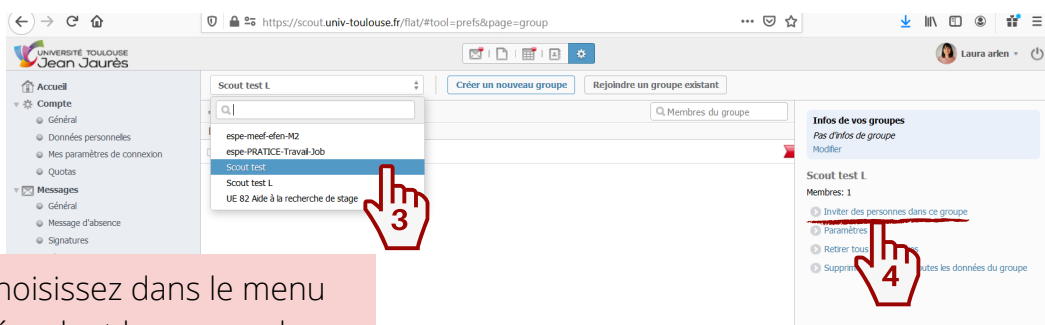 https://scout.univ-toulouse.fr/flat/#tool=prefs&page=group
UNIVERSITÉ TOULOUSE
Jean Jaurès
Laura arlen
Accueil
Compte
Général
Données personnelles
Mes paramètres de connexion
Quotas
Messages
Général
Message d'absence
Signatures
Scout test L
Créer un nouveau groupe
Rejoindre un groupe existant
Membres du groupe
espe-meef-efen-M2
espe-PRATICE-Travail-Job
Scout test
Scout test L
UE 82 Aide à la recherche de stage
3
Infos de vos groupes
Pas d'infos de groupe
Modifier
Scout test L
Membres: 1
Inviter des personnes dans ce groupe
Paramètres
Retirer tous
Supprim outes les données du groupe
4
hoisissez dans le menu